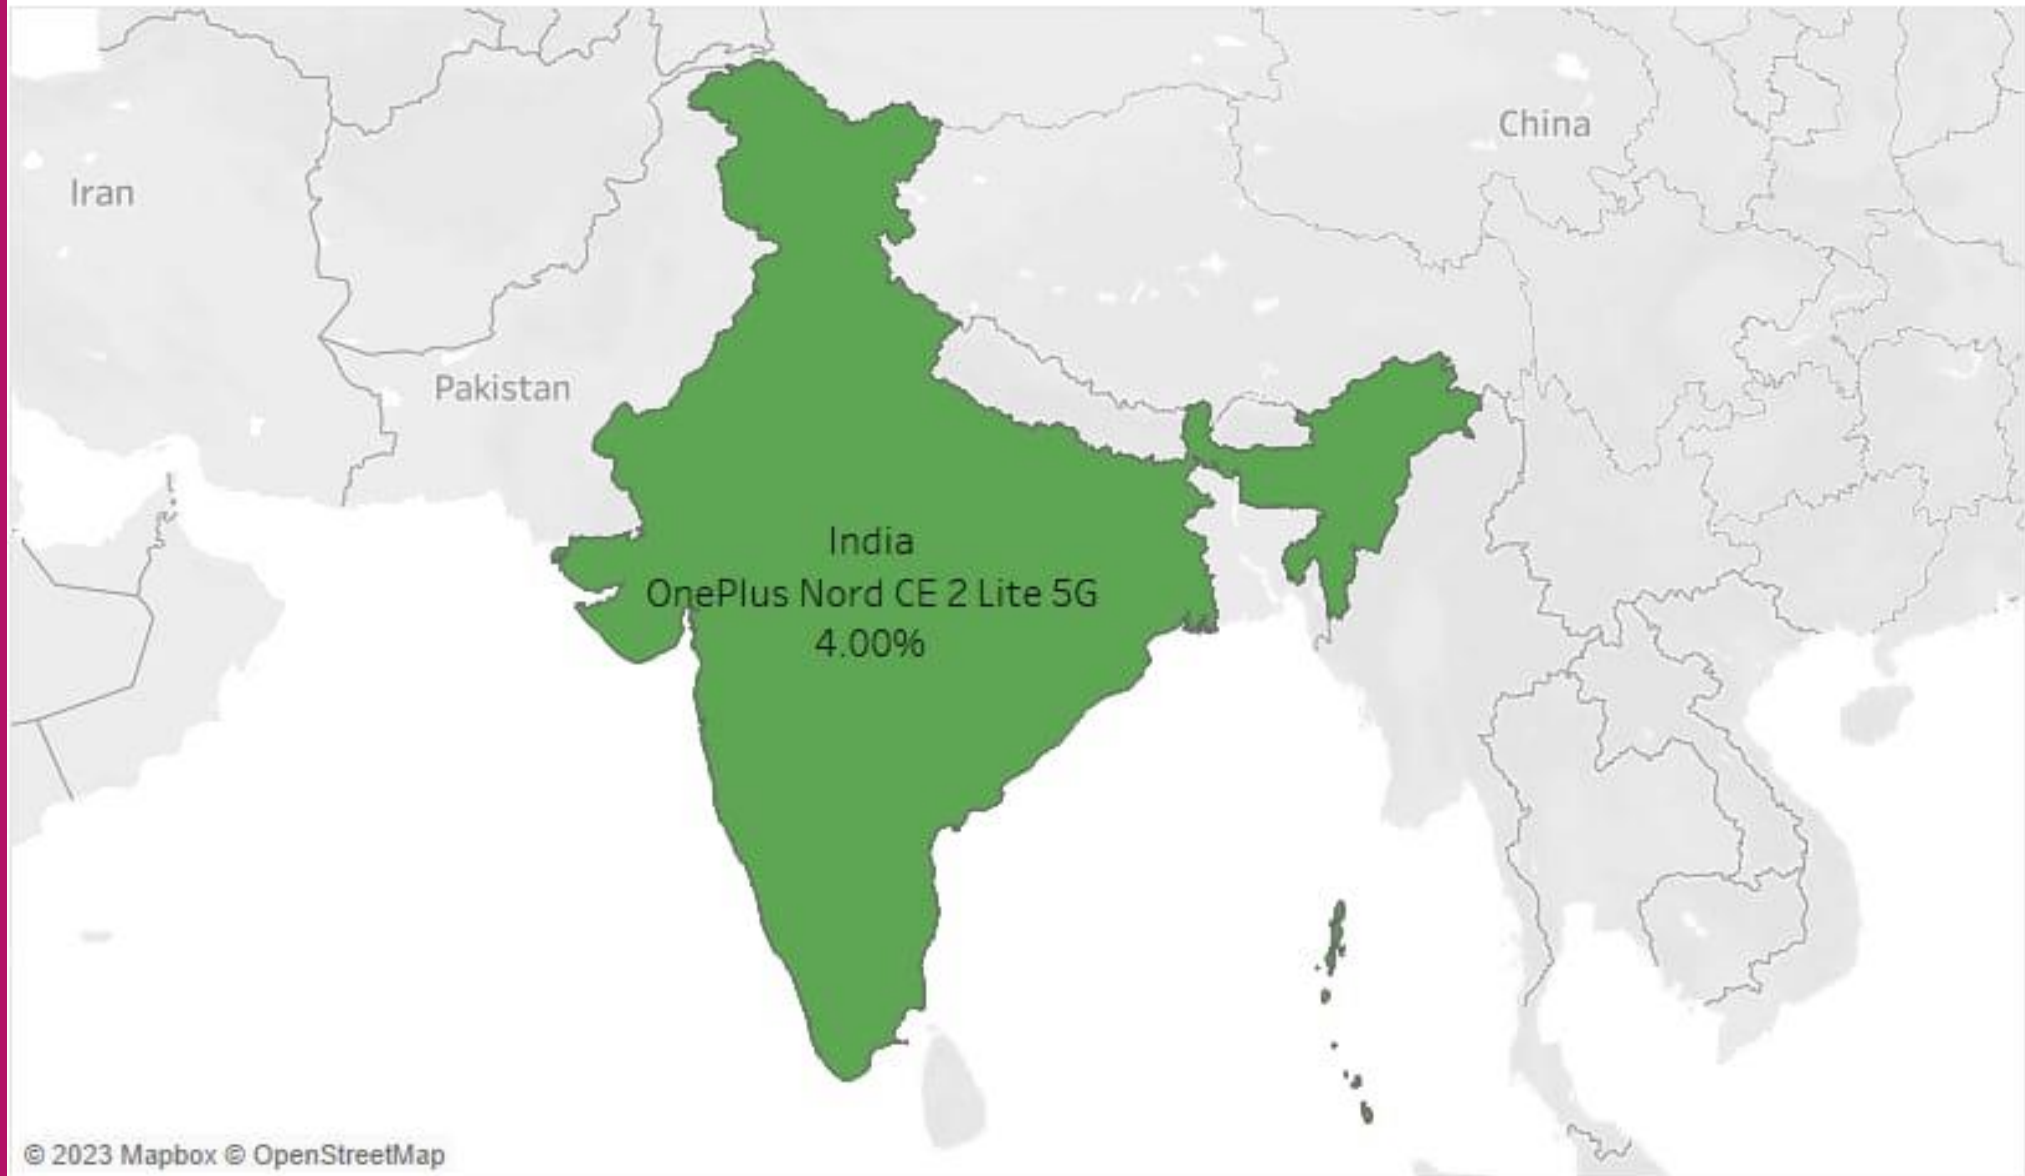 China
Iran
Pakistan
India
OnePlus Nord CE 2 Lite 5G
4.00%
© 2023 Mapbox © OpenStreetMap